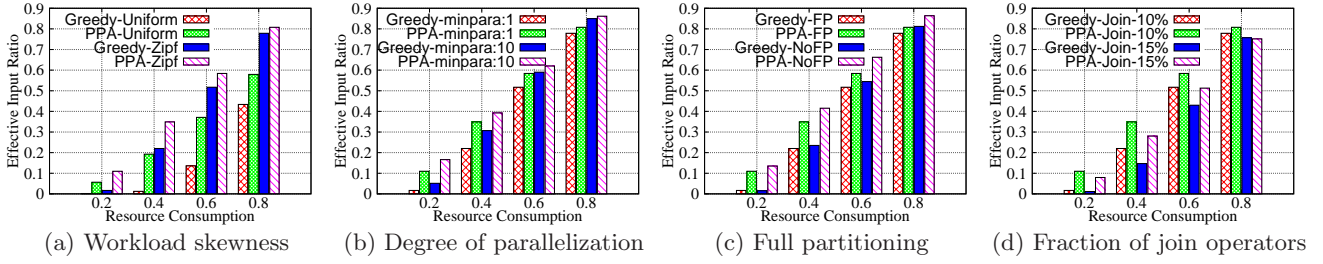 Effective Input Ratio
0.9
0.8
0.7
0.6
0.5
0.4
0.3
0.2
0.1
0
Greedy-Uniform
PPA-Uniform
Greedy-Zipf
PPA-Zipf
0.2 0.4 0.6 0.8
Resource Consumption
(a) Workload skewness
Effective Input Ratio
0.9
0.8
0.7
0.6
0.5
0.4
0.3
0.2
0.1
0
Greedy-minpara:1
PPA-minpara:1
Greedy-minpara:10
PPA-minpara:10
0.2 0.4 0.6 0.8
Resource Consumption
(b) Degree of parallelization
Effective Input Ratio
0.9
0.8
0.7
0.6
0.5
0.4
0.3
0.2
0.1
0
Greedy-FP
PPA-FP
Greedy-NoFP
PPA-NoFP
0.2 0.4 0.6 0.8
Resource Consumption
(c) Full partitioning
Effective Input Ratio
0.9
0.8
0.7
0.6
0.5
0.4
0.3
0.2
0.1
0
Greedy-Join-10%
PPA-Join-10%
Greedy-Join-15%
PPA-Join-15%
0.2 0.4 0.6 0.8
Resource Consumption
(d) Fraction of join operators